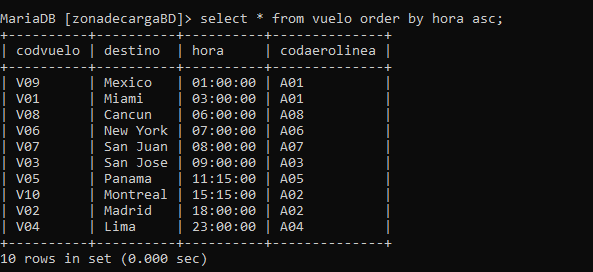 MariaDB [zonadecargaBD]> select * from vuelo order by hora asc;
+----------+-----------+----------+--------------+
| codvuelo | destino   | hora     | codaerolinea |
+----------+-----------+----------+--------------+
| V09      | Mexico    | 01:00:00 | A01          |
| V01      | Miami     | 03:00:00 | A01          |
| V08      | Cancun    | 06:00:00 | A08          |
| V06      | New York  | 07:00:00 | A06          |
| V07      | San Juan  | 08:00:00 | A07          |
| V03      | San Jose  | 09:00:00 | A03          |
| V05      | Panama    | 11:15:00 | A05          |
| V10      | Montreal  | 15:15:00 | A02          |
| V02      | Madrid    | 18:00:00 | A02          |
| V04      | Lima      | 23:00:00 | A04          |
+----------+-----------+----------+--------------+
10 rows in set (0.000 sec)